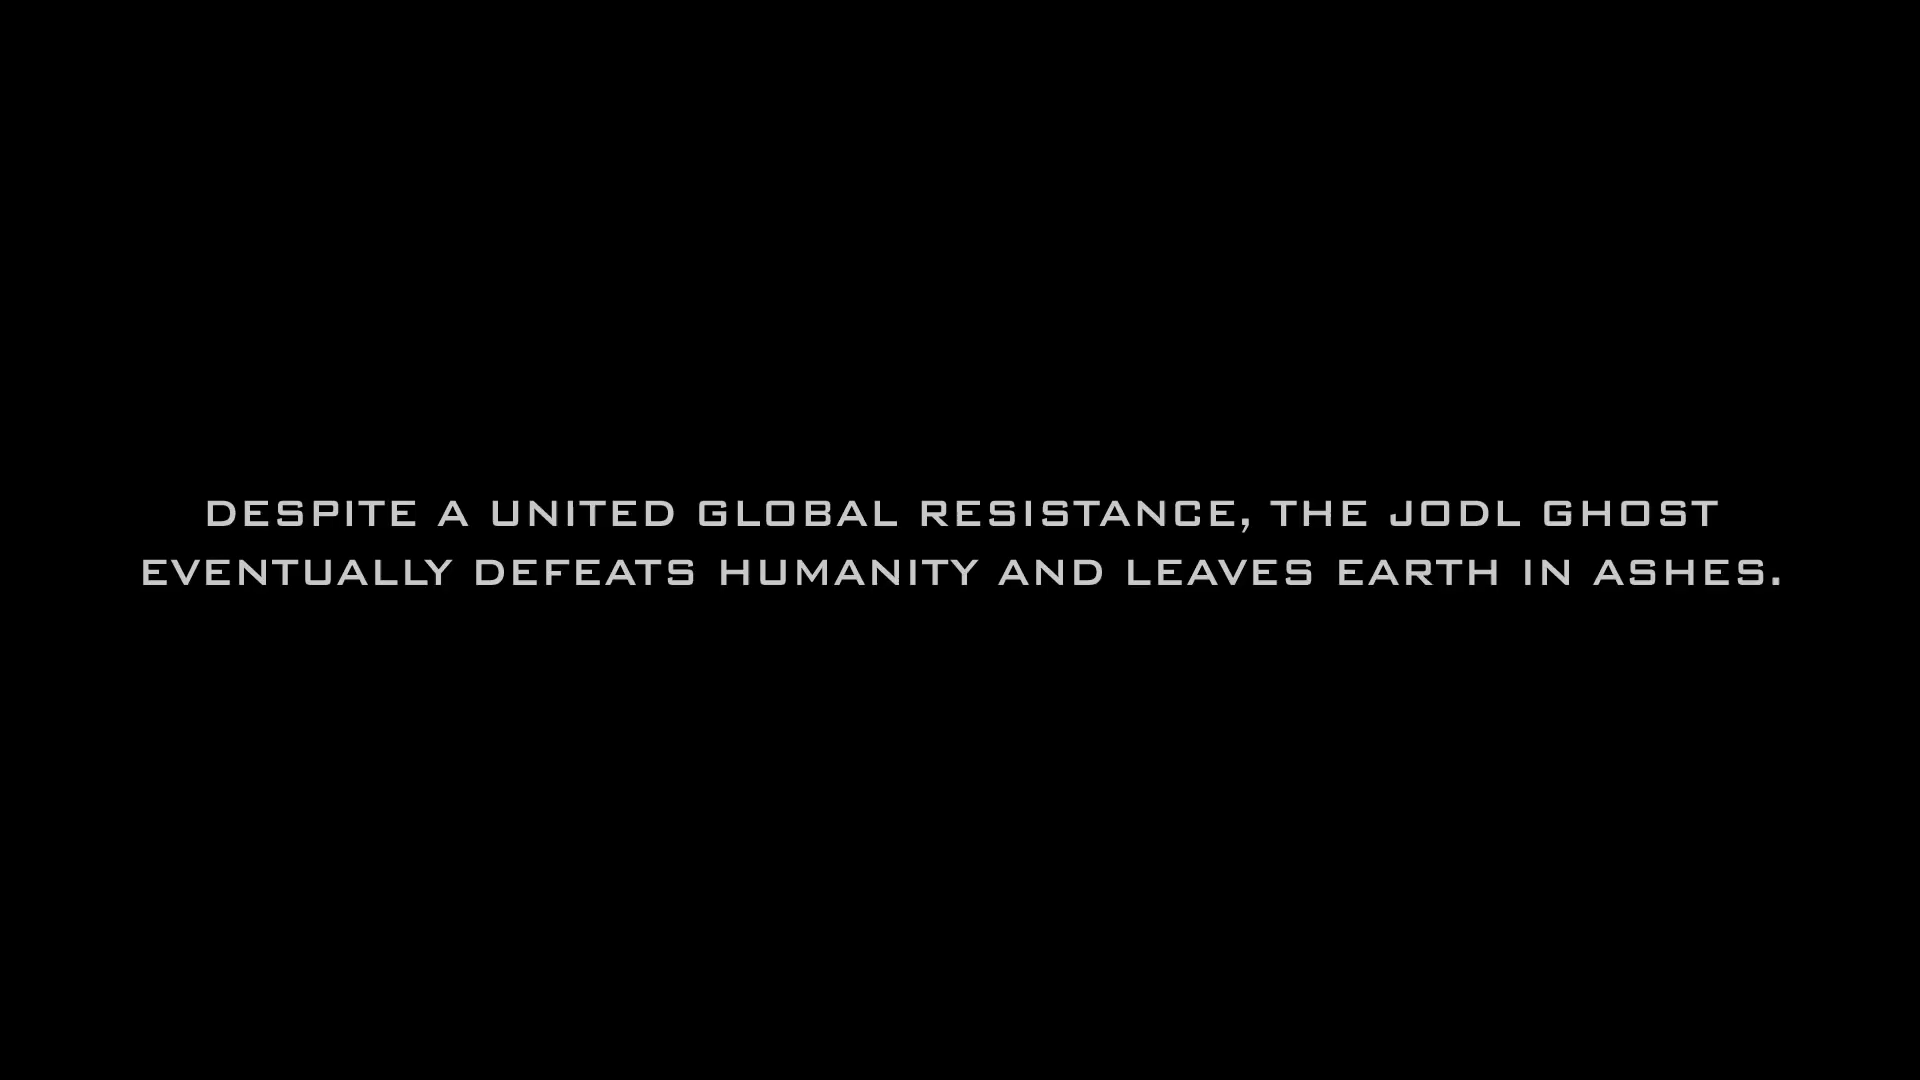 DESPITE A UNITED GLOBAL RESISTANCE, THE JODL GHOST
EVENTUALLY DEFEATS HUMANITY AND LEAVES EARTH IN ASHES.